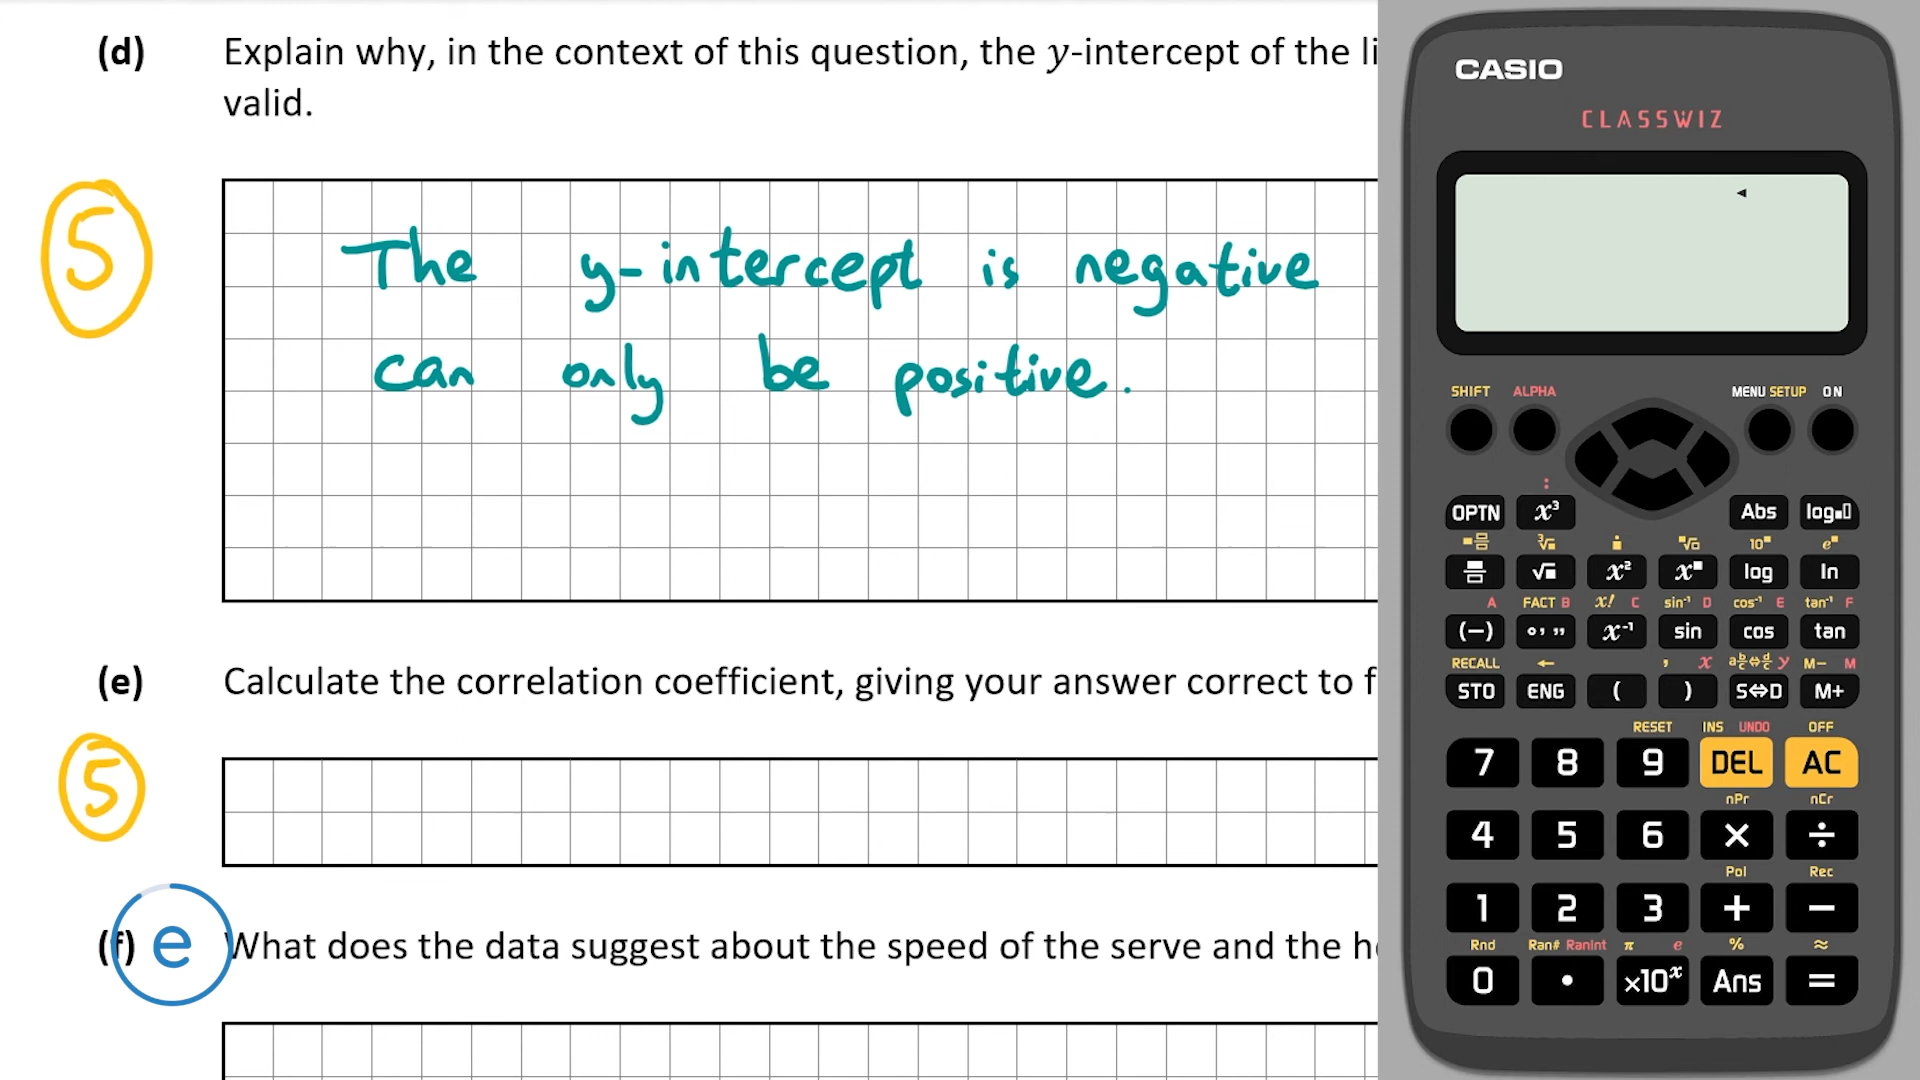 (d) Explain why, in the context of this question, the y-intercept of the li
valid.
5
The y-intercept is negative
can only be positive.
(e) Calculate the correlation coefficient, giving your answer correct to f
5
(f) e What does the data suggest about the speed of the serve and the he
CASIO
CLASSWIZ
SHIFT ALPHA MENU SETUP ON
:
OPTN x³ Abs log▪▯
³√▪ ▪√▫ 10▪ e▪
√▪ x² x▪ log ln
A FACT B x! C sin⁻¹ D cos⁻¹ E tan⁻¹ F
(−) ° ’ ” x⁻¹ sin cos tan
RECALL ← , x a b/c⇔d/c y M− M
STO ENG ( ) S⇔D M+
RESET INS UNDO OFF
7 8 9 DEL AC
nPr nCr
4 5 6 × ÷
Pol Rec
1 2 3 + −
Rnd Ran# RanInt π e % ≈
0 • ×10ˣ Ans =